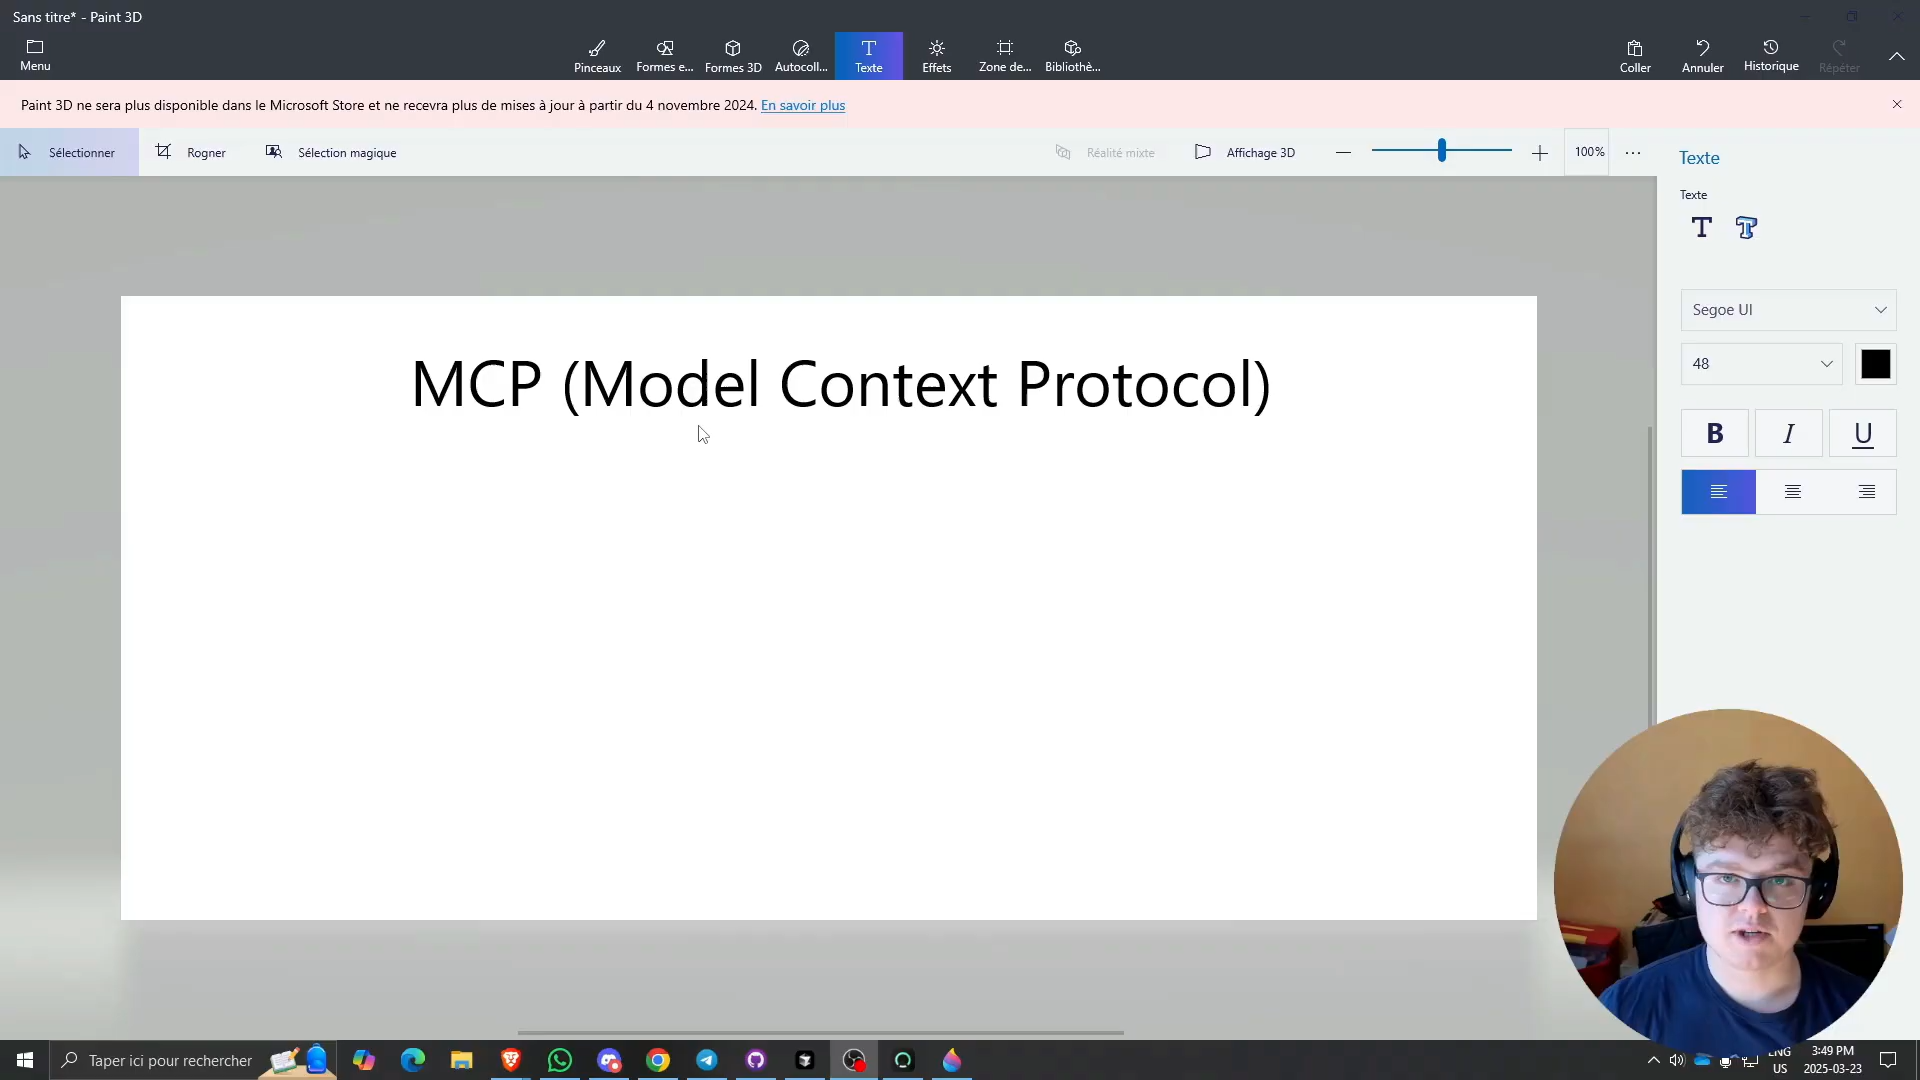 Sans titre* - Paint 3D
Menu
Pinceaux
Formes e...
Formes 3D
Autocoll...
Texte
Effets
Zone de...
Bibliothè...
Coller
Annuler
Historique
Répéter
Paint 3D ne sera plus disponible dans le Microsoft Store et ne recevra plus de mises à jour à partir du 4 novembre 2024. En savoir plus
Sélectionner
Rogner
Sélection magique
Réalité mixte
Affichage 3D
100%
Texte
Texte
Segoe UI
48
B
I
U
MCP (Model Context Protocol)
Taper ici pour rechercher
ENG
US
3:49 PM
2025-03-23